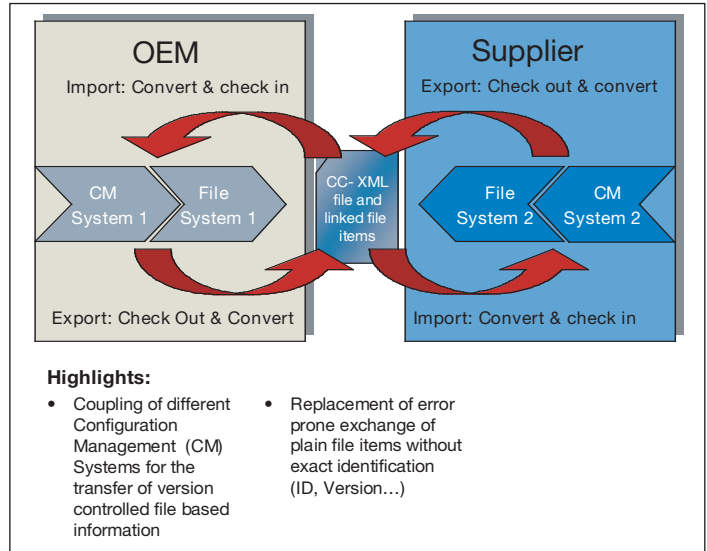 OEM
Import: Convert & check in
Supplier
Export: Check out & convert
CM
System 1
File
System 1
CC- XML
file and
linked file
items
File
System 2
CM
System 2
Export: Check Out & Convert
Import: Convert & check in
Highlights:
• Coupling of different
Configuration
Management (CM)
Systems for the
transfer of version
controlled file based
information
• Replacement of error
prone exchange of
plain file items without
exact identification
(ID, Version…)